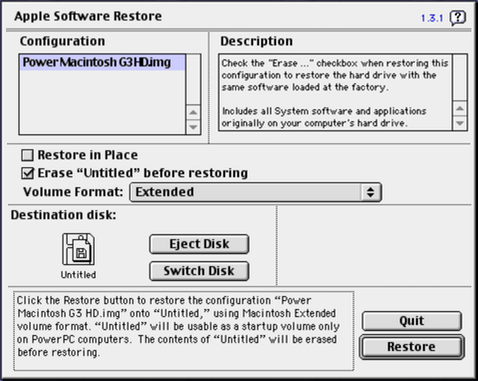 Apple Software Restore
1.3.1 ?
Configuration
Power Macintosh G3 HD.img
Description
Check the "Erase ..." checkbox when restoring this
configuration to restore the hard drive with the
same software loaded at the factory.
Includes all System software and applications
originally on your computer's hard drive.
Restore in Place
Erase “Untitled” before restoring
Volume Format: Extended
Destination disk:
Untitled
Eject Disk
Switch Disk
Click the Restore button to restore the configuration “Power
Macintosh G3 HD.img” onto “Untitled,” using Macintosh Extended
volume format. “Untitled” will be usable as a startup volume only
on PowerPC computers. The contents of “Untitled” will be erased
before restoring.
Quit
Restore